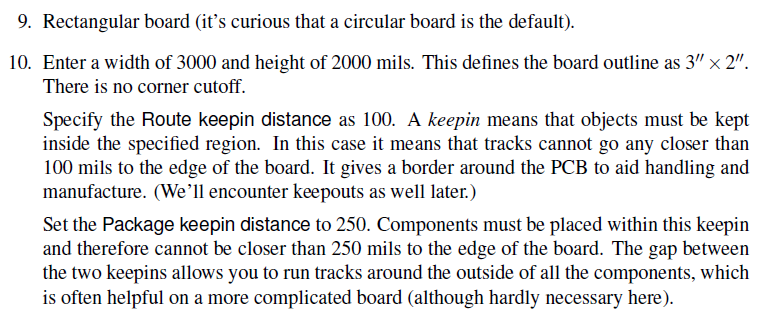 9. Rectangular board (it's curious that a circular board is the default).
10. Enter a width of 3000 and height of 2000 mils. This defines the board outline as 3″ × 2″.
There is no corner cutoff.
Specify the Route keepin distance as 100. A keepin means that objects must be kept
inside the specified region. In this case it means that tracks cannot go any closer than
100 mils to the edge of the board. It gives a border around the PCB to aid handling and
manufacture. (We'll encounter keepouts as well later.)
Set the Package keepin distance to 250. Components must be placed within this keepin
and therefore cannot be closer than 250 mils to the edge of the board. The gap between
the two keepins allows you to run tracks around the outside of all the components, which
is often helpful on a more complicated board (although hardly necessary here).